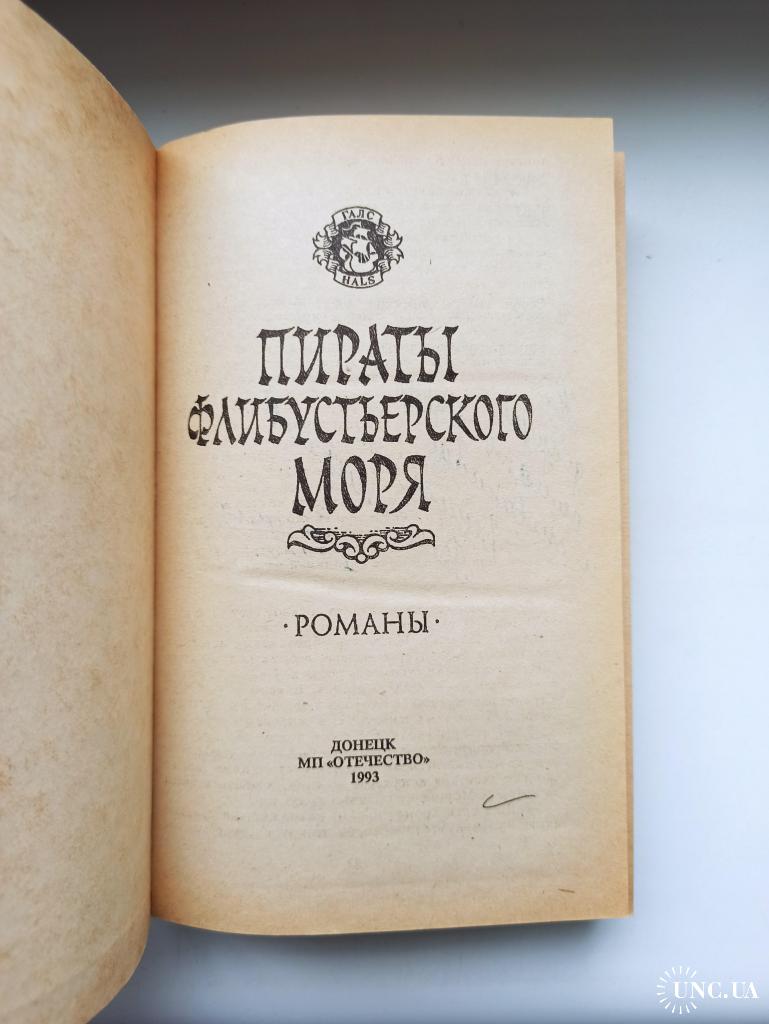 ГАЛС
HALS
ПИРАТЫ
ФЛИБУСТЬЕРСКОГО
МОРЯ
·РОМАНЫ·
ДОНЕЦК
МП «ОТЕЧЕСТВО»
1993
UNC.UA